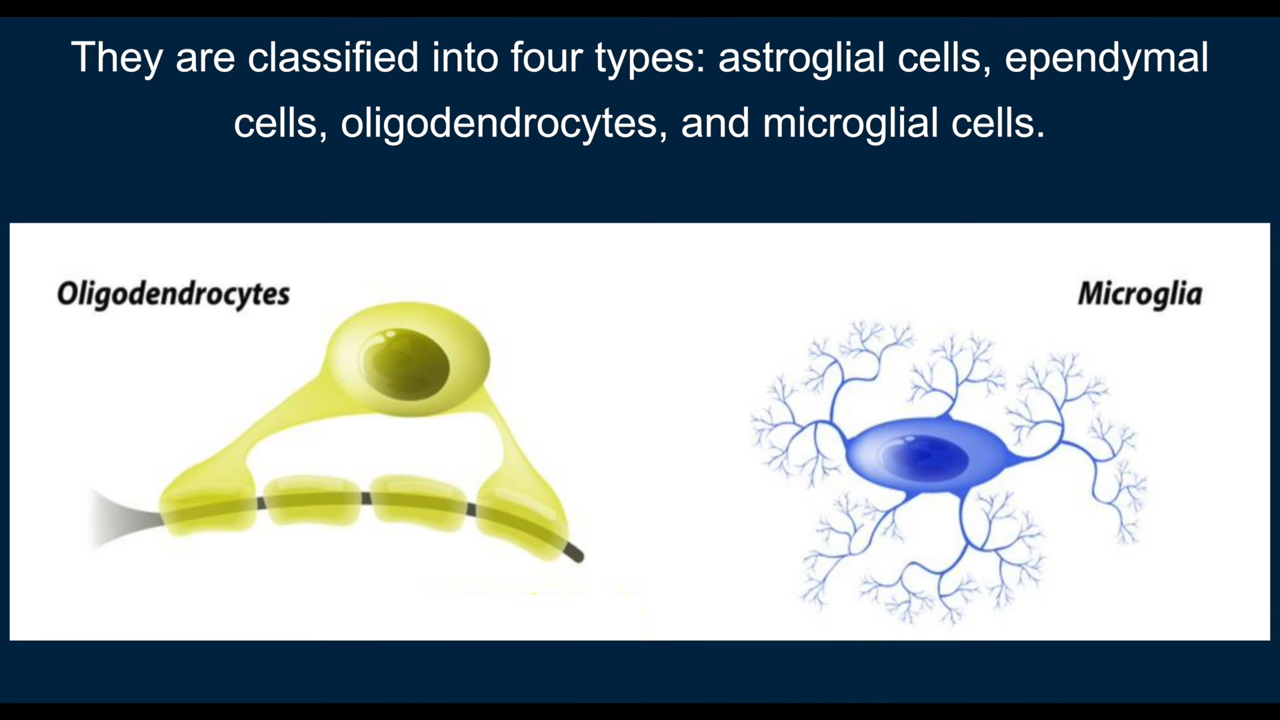 They are classified into four types: astroglial cells, ependymal
cells, oligodendrocytes, and microglial cells.
Oligodendrocytes
Microglia